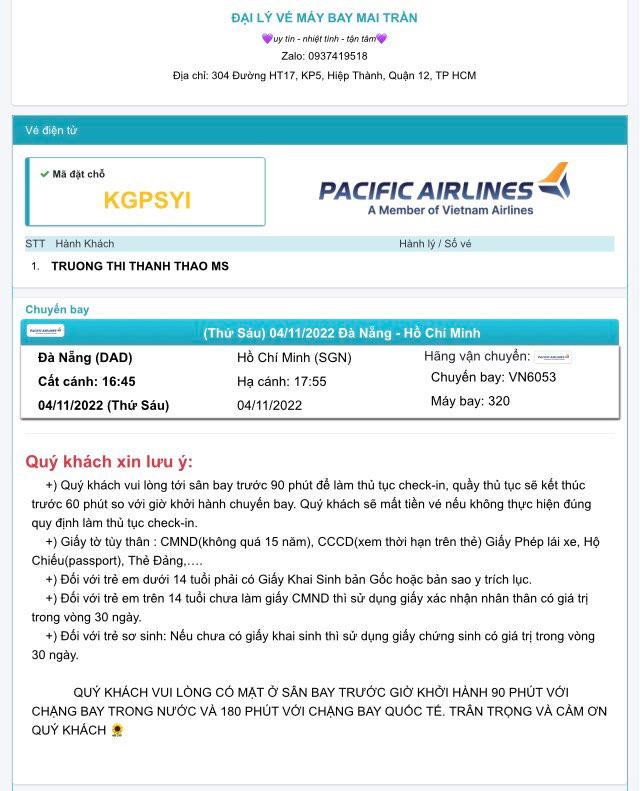 ĐẠI LÝ VÉ MÁY BAY MAI TRẦN
uy tín - nhiệt tình - tận tâm
Zalo: 0937419518
Địa chỉ: 304 Đường HT17, KP5, Hiệp Thành, Quận 12, TP HCM
Vé điện tử
Mã đặt chỗ
KGPSYI
PACIFIC AIRLINES
A Member of Vietnam Airlines
STT Hành Khách Hành lý / Số vé
1. TRUONG THI THANH THAO MS
Chuyến bay
PACIFIC AIRLINES (Thứ Sáu) 04/11/2022 Đà Nẵng - Hồ Chí Minh
Đà Nẵng (DAD) Hồ Chí Minh (SGN) Hãng vận chuyển: PACIFIC AIRLINES
Cất cánh: 16:45 Hạ cánh: 17:55 Chuyến bay: VN6053
04/11/2022 (Thứ Sáu) 04/11/2022 Máy bay: 320
Quý khách xin lưu ý:
+) Quý khách vui lòng tới sân bay trước 90 phút để làm thủ tục check-in, quầy thủ tục sẽ kết thúc
trước 60 phút so với giờ khởi hành chuyến bay. Quý khách sẽ mất tiền vé nếu không thực hiện đúng
quy định làm thủ tục check-in.
+) Giấy tờ tùy thân : CMND(không quá 15 năm), CCCD(xem thời hạn trên thẻ) Giấy Phép lái xe, Hộ
Chiếu(passport), Thẻ Đảng,....
+) Đối với trẻ em dưới 14 tuổi phải có Giấy Khai Sinh bản Gốc hoặc bản sao y trích lục.
+) Đối với trẻ em trên 14 tuổi chưa làm giấy CMND thì sử dụng giấy xác nhận nhân thân có giá trị
trong vòng 30 ngày.
+) Đối với trẻ sơ sinh: Nếu chưa có giấy khai sinh thì sử dụng giấy chứng sinh có giá trị trong vòng
30 ngày.
QUÝ KHÁCH VUI LÒNG CÓ MẶT Ở SÂN BAY TRƯỚC GIỜ KHỞI HÀNH 90 PHÚT VỚI
CHẶNG BAY TRONG NƯỚC VÀ 180 PHÚT VỚI CHẶNG BAY QUỐC TẾ. TRÂN TRỌNG VÀ CẢM ƠN
QUÝ KHÁCH 🌻